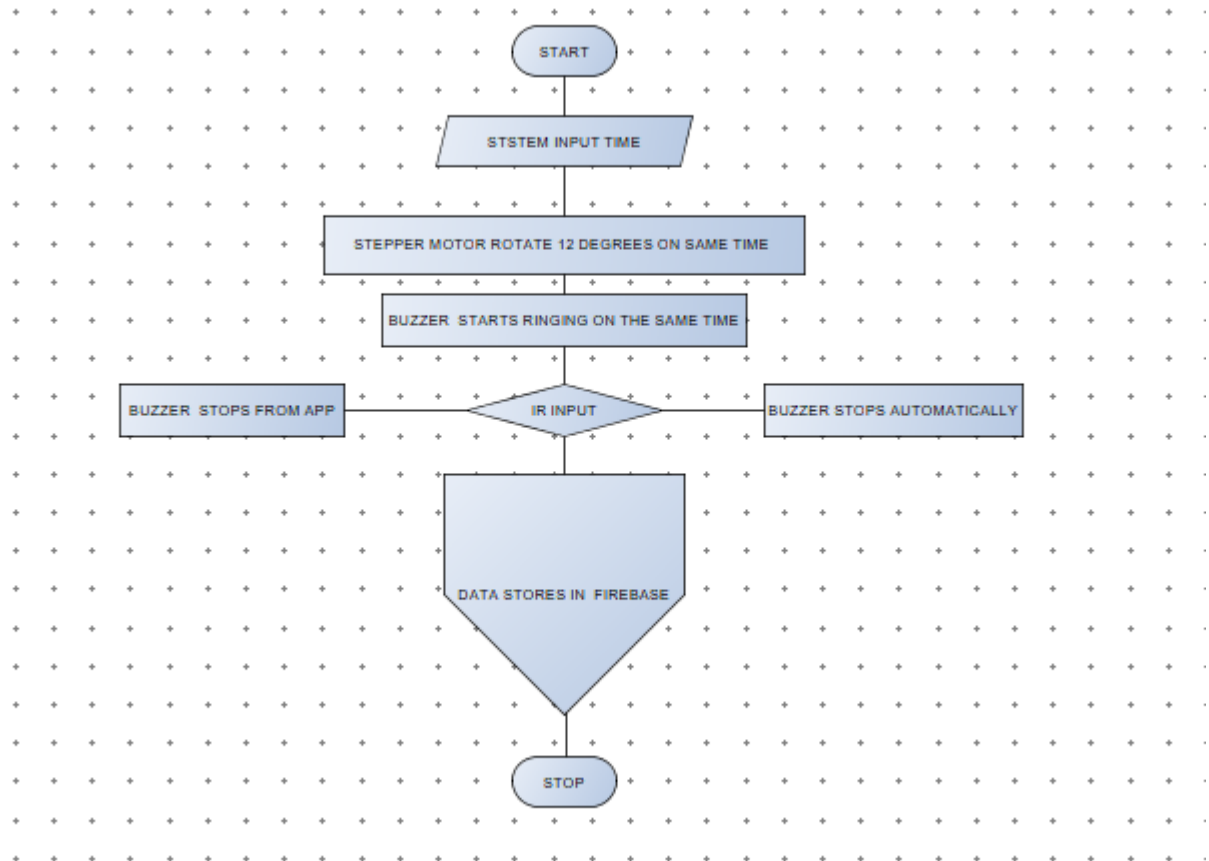 START
STSTEM INPUT TIME
STEPPER MOTOR ROTATE 12 DEGREES ON SAME TIME
BUZZER STARTS RINGING ON THE SAME TIME
BUZZER STOPS FROM APP
IR INPUT
BUZZER STOPS AUTOMATICALLY
DATA STORES IN FIREBASE
STOP